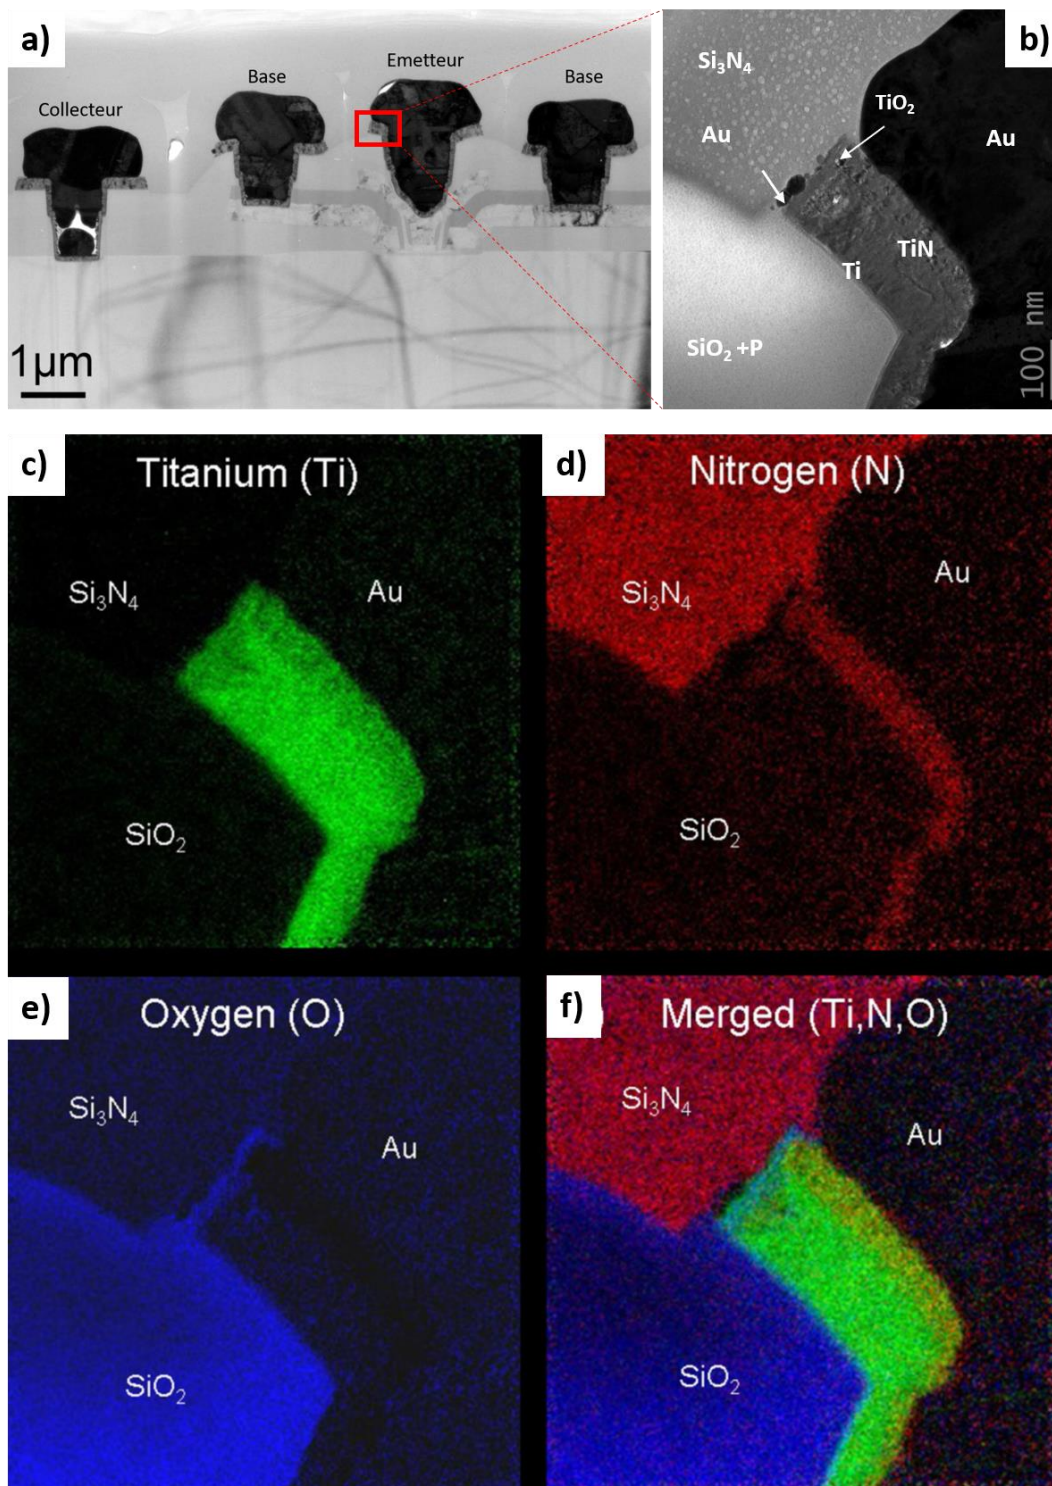 a)
Collecteur
Base
Emetteur
Base
1µm
b)
Si₃N₄
TiO₂
Au
Au
TiN
Ti
SiO₂ +P
100 nm
c)
Titanium (Ti)
Si₃N₄
Au
SiO₂
d)
Nitrogen (N)
Si₃N₄
Au
SiO₂
e)
Oxygen (O)
Si₃N₄
Au
SiO₂
f)
Merged (Ti,N,O)
Si₃N₄
Au
SiO₂